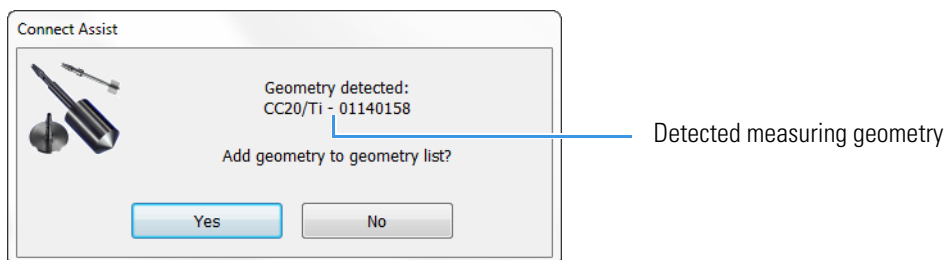 Connect Assist
Geometry detected:
CC20/Ti - 01140158
Detected measuring geometry
Add geometry to geometry list?
Yes
No